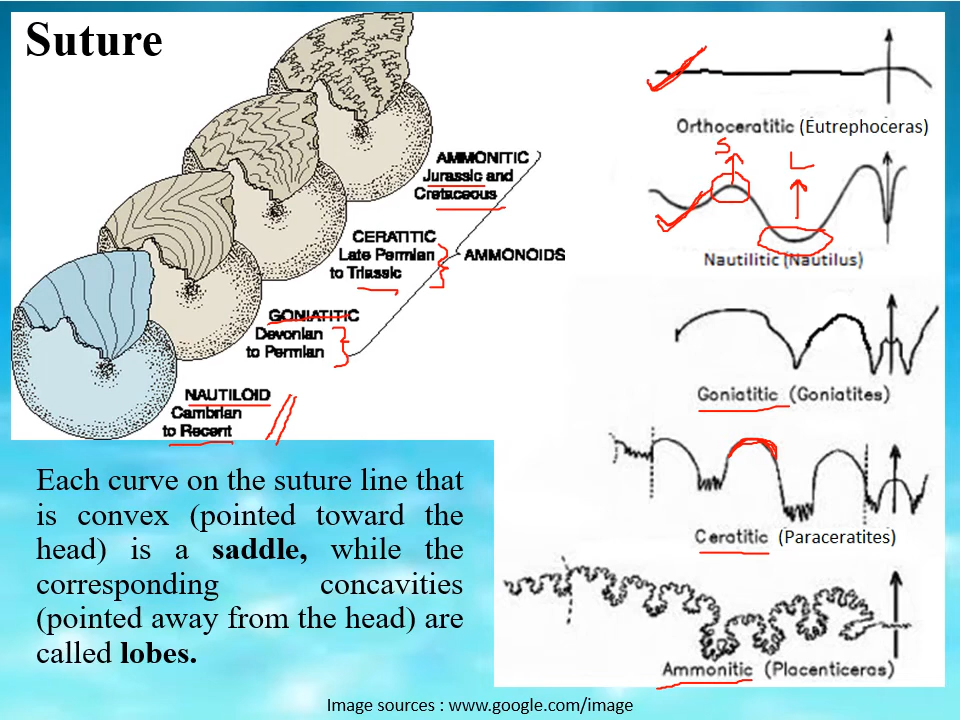 Suture
AMMONITIC
Jurassic and
Cretaceous
CERATITIC
Late Permian
to Triassic
AMMONOIDS
GONIATITIC
Devonian
to Permian
NAUTILOID
Cambrian
to Recent
Orthoceratitic (Eutrephoceras)
S
L
Nautilitic (Nautilus)
Goniatitic (Goniatites)
Ceratitic (Paraceratites)
Ammonitic (Placenticeras)
Each curve on the suture line that
is convex (pointed toward the
head) is a saddle, while the
corresponding concavities
(pointed away from the head) are
called lobes.
Image sources : www.google.com/image